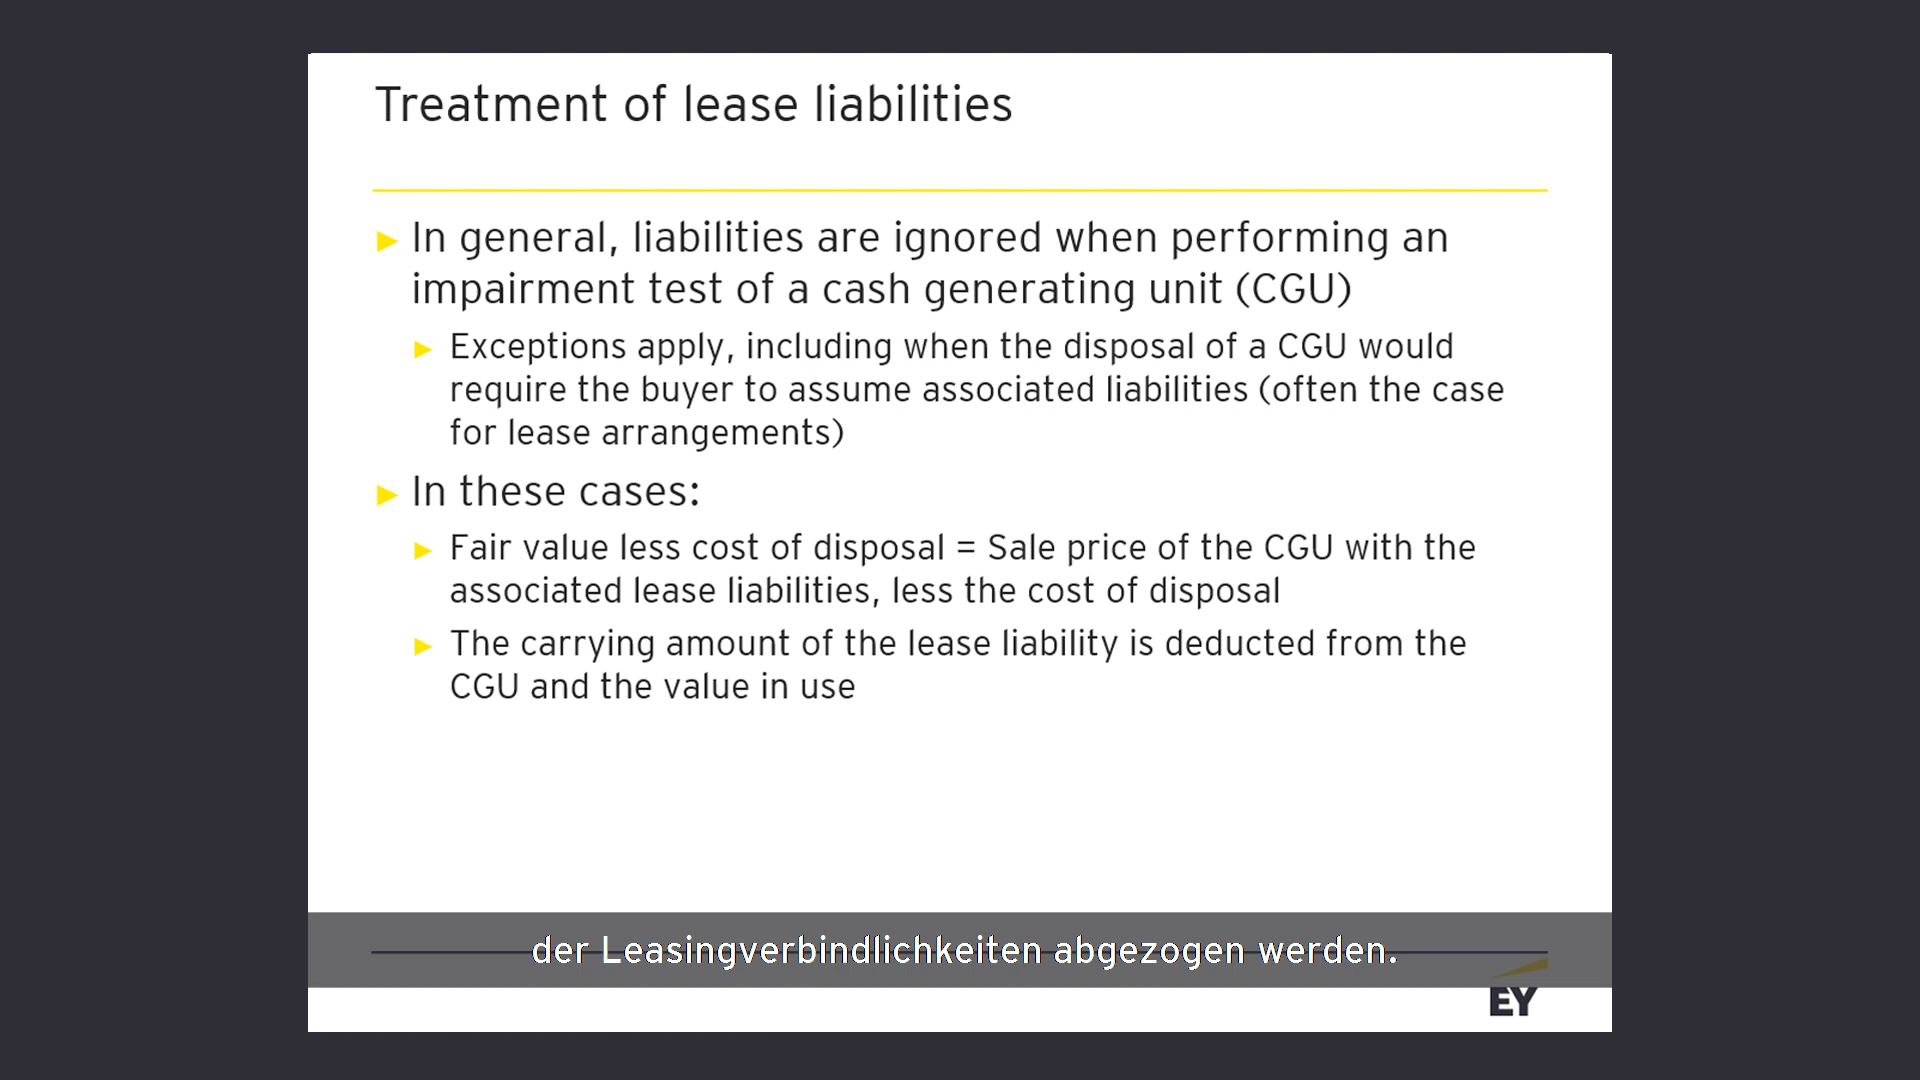 Treatment of lease liabilities
► In general, liabilities are ignored when performing an
impairment test of a cash generating unit (CGU)
► Exceptions apply, including when the disposal of a CGU would
require the buyer to assume associated liabilities (often the case
for lease arrangements)
► In these cases:
► Fair value less cost of disposal = Sale price of the CGU with the
associated lease liabilities, less the cost of disposal
► The carrying amount of the lease liability is deducted from the
CGU and the value in use
der Leasingverbindlichkeiten abgezogen werden.
EY